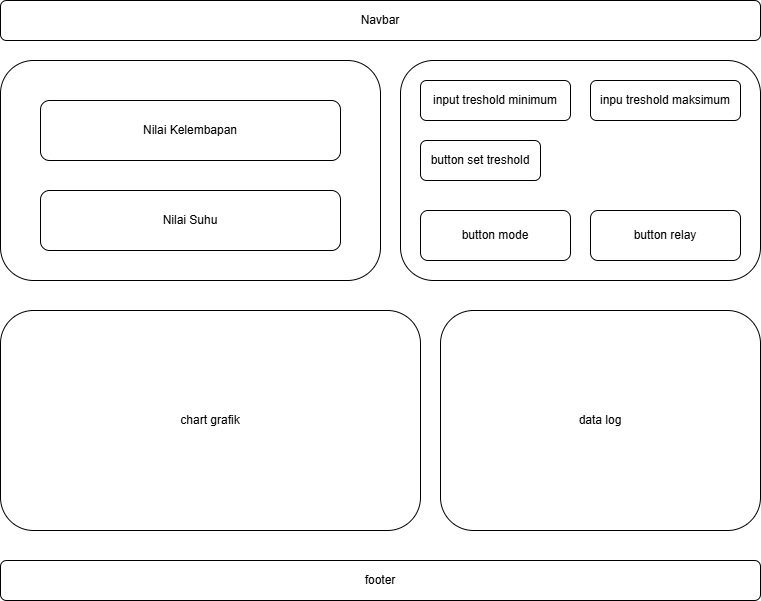 Navbar
Nilai Kelembapan
Nilai Suhu
input treshold minimum
inpu treshold maksimum
button set treshold
button mode
button relay
chart grafik
data log
footer